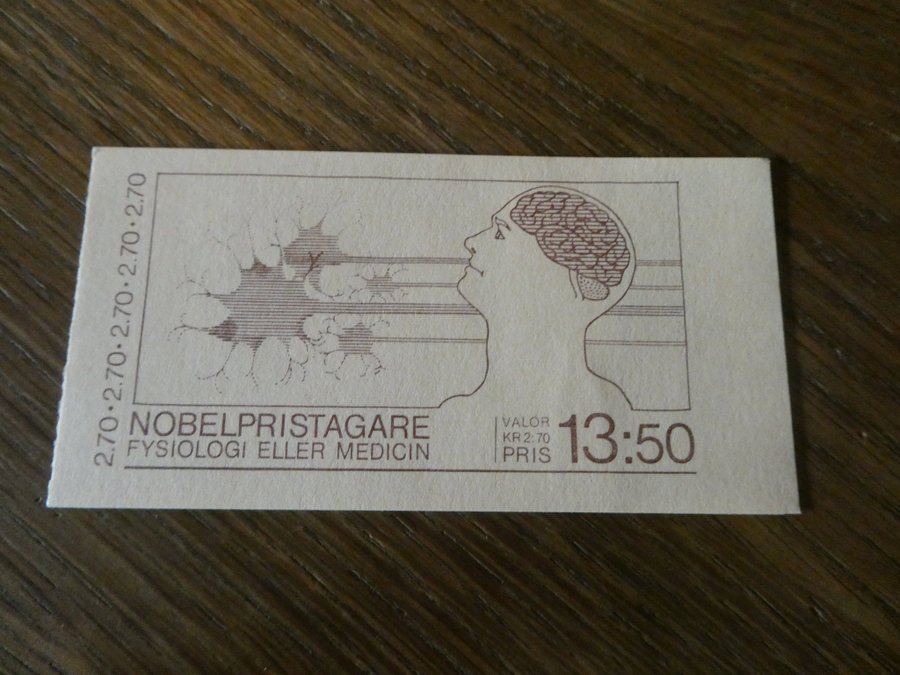 2.70·2.70·2.70·2.70·2.70
NOBELPRISTAGARE
FYSIOLOGI ELLER MEDICIN
VALÖR
KR 2:70
PRIS 13:50